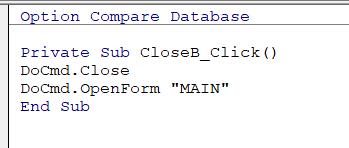 Option Compare Database
Private Sub CloseB_Click()
DoCmd.Close
DoCmd.OpenForm "MAIN"
End Sub